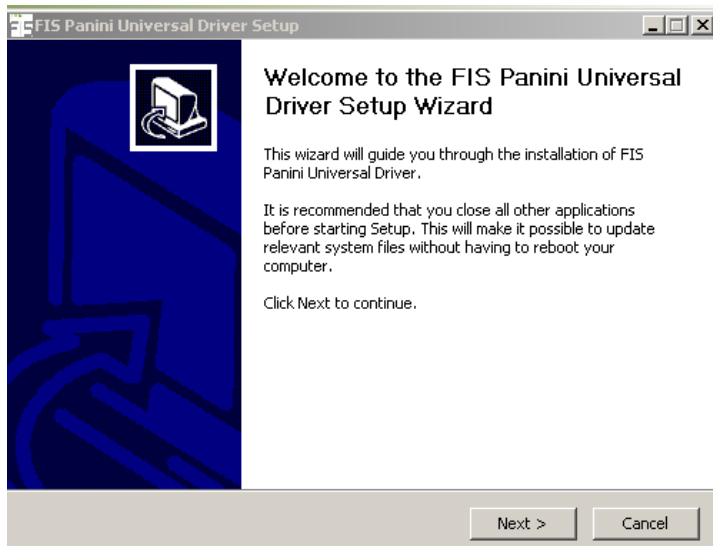 FIS Panini Universal Driver Setup
Welcome to the FIS Panini Universal
Driver Setup Wizard
This wizard will guide you through the installation of FIS
Panini Universal Driver.
It is recommended that you close all other applications
before starting Setup. This will make it possible to update
relevant system files without having to reboot your
computer.
Click Next to continue.
Next >
Cancel